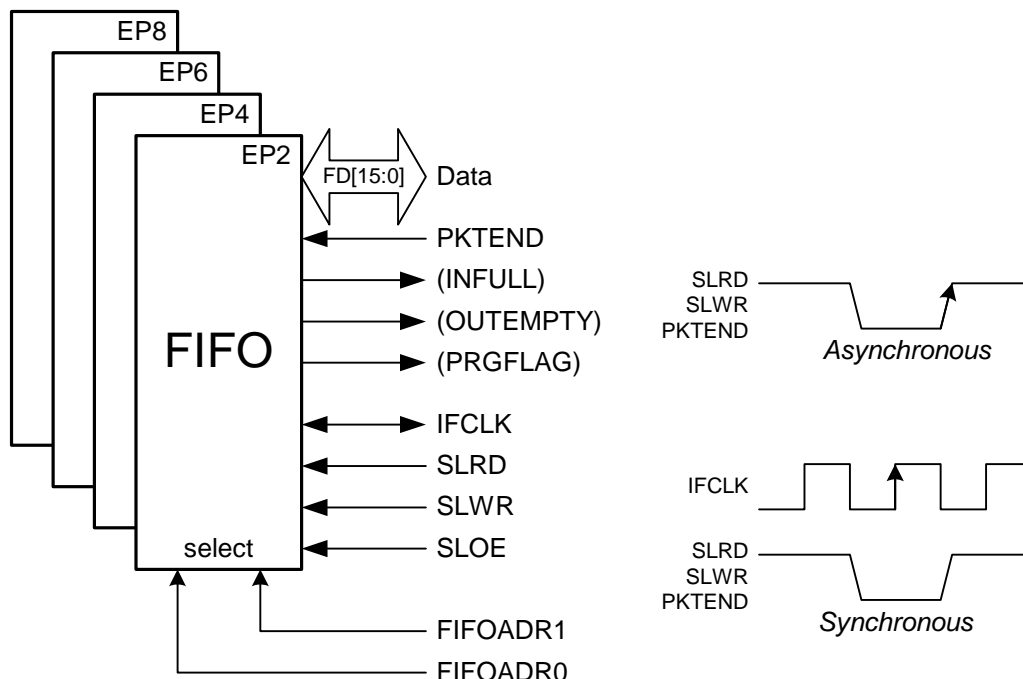 EP8
EP6
EP4
EP2
FD[15:0]
Data
PKTEND
(INFULL)
(OUTEMPTY)
(PRGFLAG)
FIFO
IFCLK
SLRD
SLWR
SLOE
select
FIFOADR1
FIFOADR0
SLRD
SLWR
PKTEND
Asynchronous
IFCLK
SLRD
SLWR
PKTEND
Synchronous